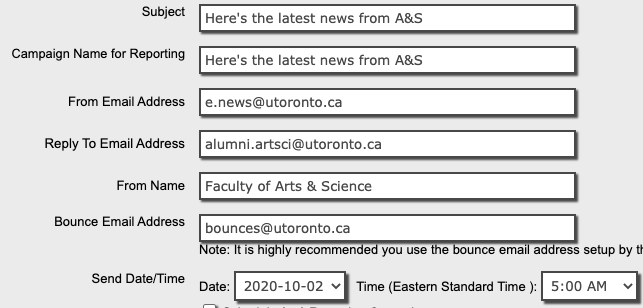 Subject Here's the latest news from A&S
Campaign Name for Reporting Here's the latest news from A&S
From Email Address e.news@utoronto.ca
Reply To Email Address alumni.artsci@utoronto.ca
From Name Faculty of Arts & Science
Bounce Email Address bounces@utoronto.ca
Note: It is highly recommended you use the bounce email address setup by
Send Date/Time Date: 2020-10-02 Time (Eastern Standard Time ): 5:00 AM